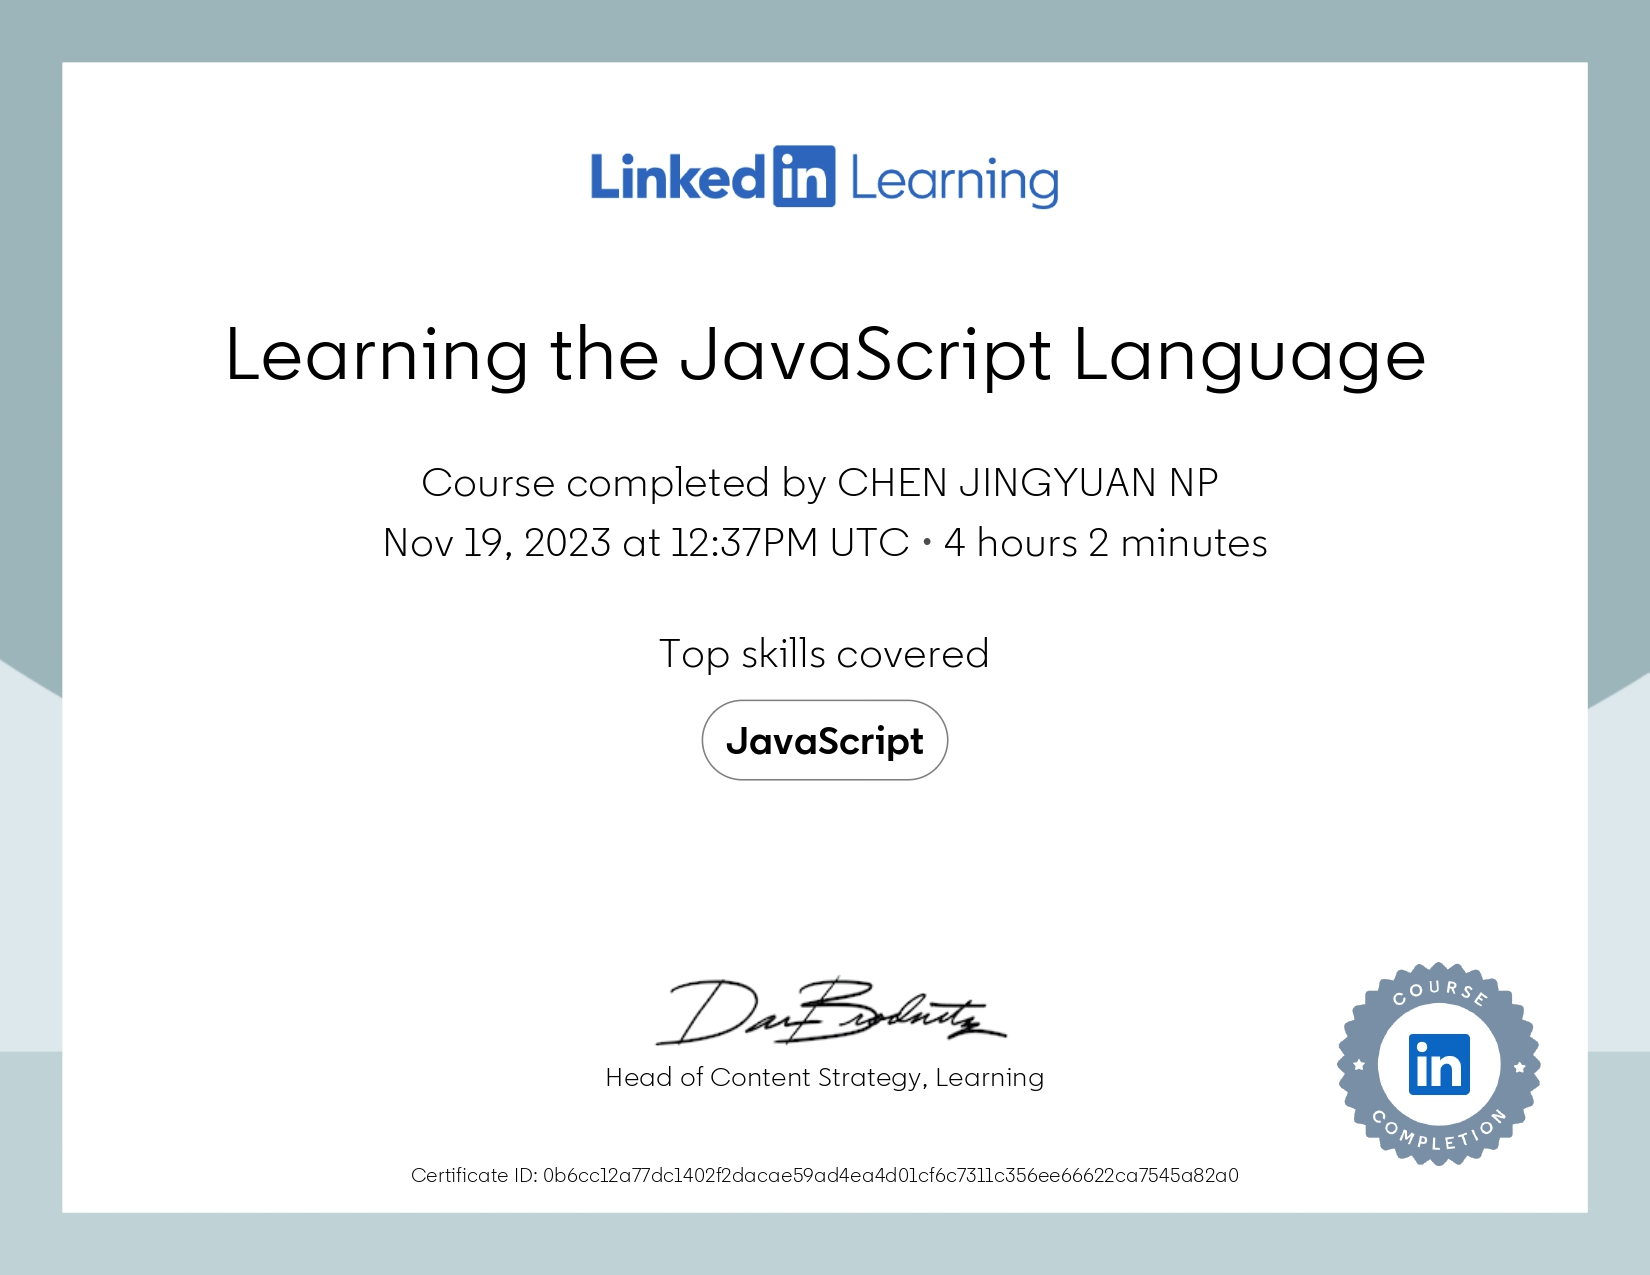 Linkedin Learning
Learning the JavaScript Language
Course completed by CHEN JINGYUAN NP
Nov 19, 2023 at 12:37PM UTC • 4 hours 2 minutes
Top skills covered
JavaScript
Dan Brodnitz
Head of Content Strategy, Learning
COURSE
in
COMPLETION
Certificate ID: 0b6cc12a77dc1402f2dacae59ad4ea4d01cf6c7311c356ee66622ca7545a82a0